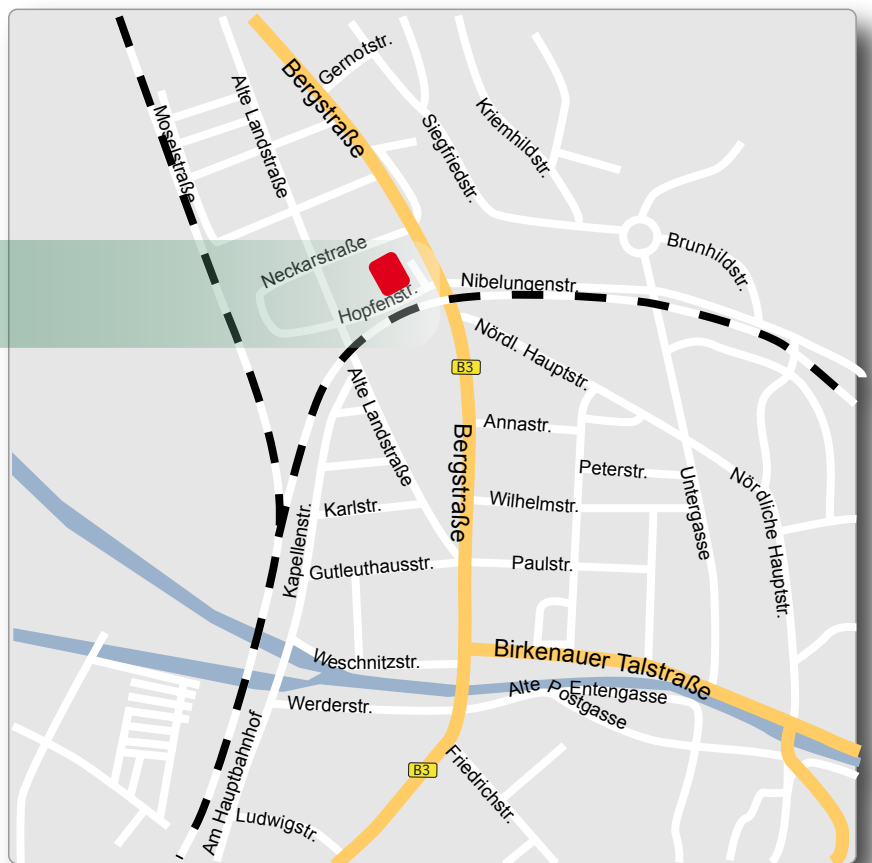 Gernotstr.
Bergstraße
Alte Landstraße
Moselstraße
Siegfriedstr.
Kriemhildstr.
Brunhildstr.
Neckarstraße
Hopfenstr.
Nibelungenstr.
Nördl. Hauptstr.
B3
Alte Landstraße
Bergstraße
Annastr.
Peterstr.
Untergasse
Nördliche Hauptstr.
Wilhelmstr.
Karlstr.
Kapellenstr.
Gutleuthausstr.
Paulstr.
Birkenauer Talstraße
Weschnitzstr.
Alte Postgasse
Entengasse
Werderstr.
Am Hauptbahnhof
B3
Friedrichstr.
Ludwigstr.